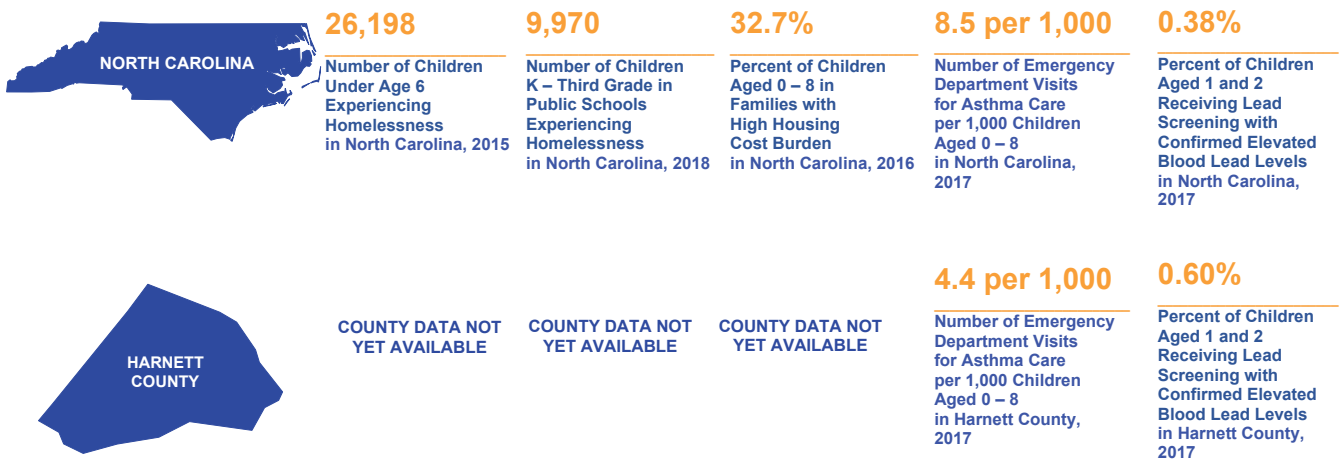 NORTH CAROLINA
26,198
Number of Children
Under Age 6
Experiencing
Homelessness
in North Carolina, 2015
9,970
Number of Children
K – Third Grade in
Public Schools
Experiencing
Homelessness
in North Carolina, 2018
32.7%
Percent of Children
Aged 0 – 8 in
Families with
High Housing
Cost Burden
in North Carolina, 2016
8.5 per 1,000
Number of Emergency
Department Visits
for Asthma Care
per 1,000 Children
Aged 0 – 8
in North Carolina,
2017
0.38%
Percent of Children
Aged 1 and 2
Receiving Lead
Screening with
Confirmed Elevated
Blood Lead Levels
in North Carolina,
2017
HARNETT
COUNTY
COUNTY DATA NOT
YET AVAILABLE
COUNTY DATA NOT
YET AVAILABLE
COUNTY DATA NOT
YET AVAILABLE
4.4 per 1,000
Number of Emergency
Department Visits
for Asthma Care
per 1,000 Children
Aged 0 – 8
in Harnett County,
2017
0.60%
Percent of Children
Aged 1 and 2
Receiving Lead
Screening with
Confirmed Elevated
Blood Lead Levels
in Harnett County,
2017